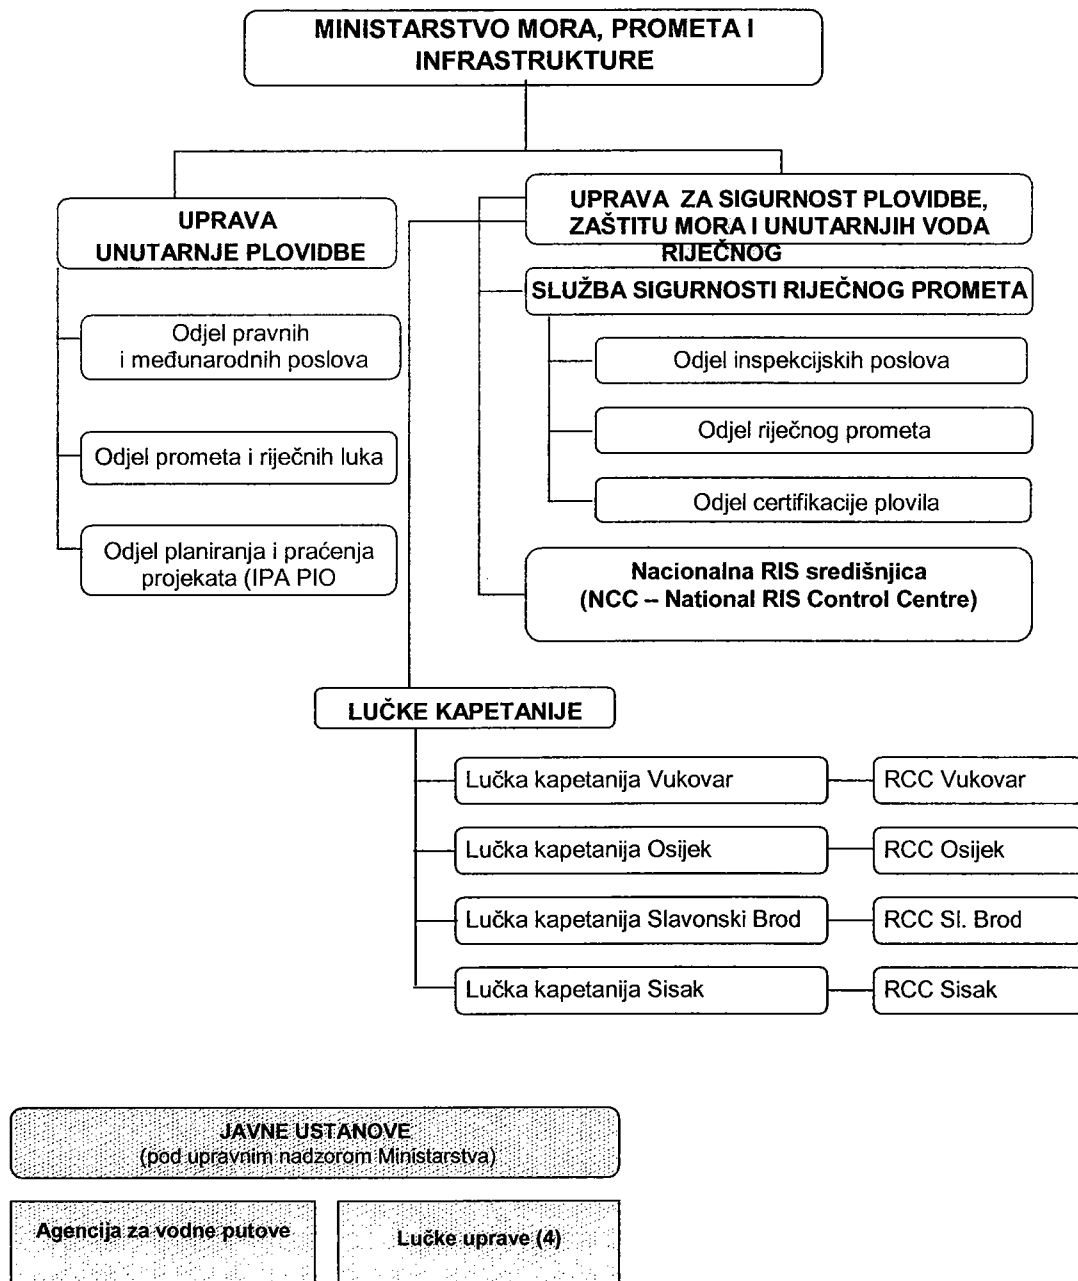 MINISTARSTVO MORA, PROMETA I
INFRASTRUKTURE
UPRAVA
UNUTARNJE PLOVIDBE
Odjel pravnih
i međunarodnih poslova
Odjel prometa i riječnih luka
Odjel planiranja i praćenja
projekata (IPA PIO
UPRAVA ZA SIGURNOST PLOVIDBE,
ZAŠTITU MORA I UNUTARNJIH VODA
RIJEČNOG
SLUŽBA SIGURNOSTI RIJEČNOG PROMETA
Odjel inspekcijskih poslova
Odjel riječnog prometa
Odjel certifikacije plovila
Nacionalna RIS središnjica
(NCC – National RIS Control Centre)
LUČKE KAPETANIJE
Lučka kapetanija Vukovar
RCC Vukovar
Lučka kapetanija Osijek
RCC Osijek
Lučka kapetanija Slavonski Brod
RCC Sl. Brod
Lučka kapetanija Sisak
RCC Sisak
JAVNE USTANOVE
(pod upravnim nadzorom Ministarstva)
Agencija za vodne putove
Lučke uprave (4)